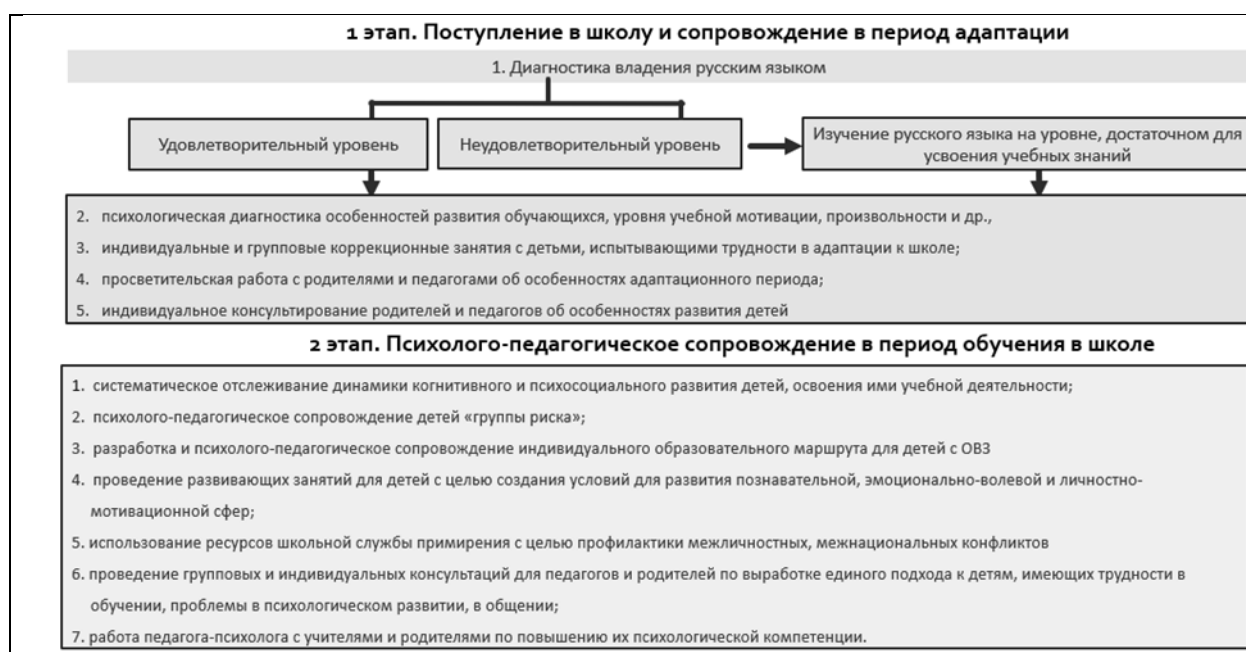 1 этап. Поступление в школу и сопровождение в период адаптации
1. Диагностика владения русским языком
Удовлетворительный уровень
Неудовлетворительный уровень
Изучение русского языка на уровне, достаточном для
усвоения учебных знаний
2. психологическая диагностика особенностей развития обучающихся, уровня учебной мотивации, произвольности и др.,
3. индивидуальные и групповые коррекционные занятия с детьми, испытывающими трудности в адаптации к школе;
4. просветительская работа с родителями и педагогами об особенностях адаптационного периода;
5. индивидуальное консультирование родителей и педагогов об особенностях развития детей
2 этап. Психолого-педагогическое сопровождение в период обучения в школе
1. систематическое отслеживание динамики когнитивного и психосоциального развития детей, освоения ими учебной деятельности;
2. психолого-педагогическое сопровождение детей «группы риска»;
3. разработка и психолого-педагогическое сопровождение индивидуального образовательного маршрута для детей с ОВЗ
4. проведение развивающих занятий для детей с целью создания условий для развития познавательной, эмоционально-волевой и личностно-
мотивационной сфер;
5. использование ресурсов школьной службы примирения с целью профилактики межличностных, межнациональных конфликтов
6. проведение групповых и индивидуальных консультаций для педагогов и родителей по выработке единого подхода к детям, имеющих трудности в
обучении, проблемы в психологическом развитии, в общении;
7. работа педагога-психолога с учителями и родителями по повышению их психологической компетенции.